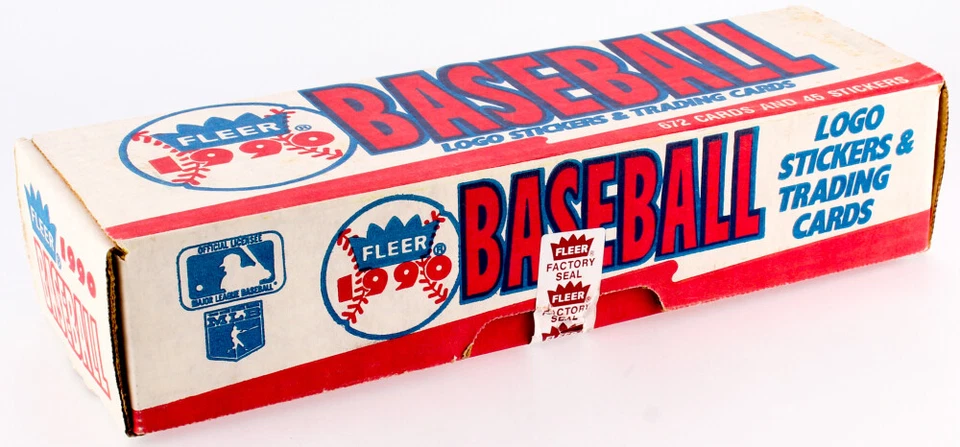 FLEER®
1990
BASEBALL
LOGO STICKERS & TRADING CARDS
672 CARDS AND 45 STICKERS
FLEER®
1990
BASEBALL
OFFICIAL LICENSEE
MAJOR LEAGUE BASEBALL
FLEER®
1990
BASEBALL
LOGO
STICKERS &
TRADING
CARDS
FLEER®
FACTORY
SEAL
FLEER®
FACTORY
SEAL